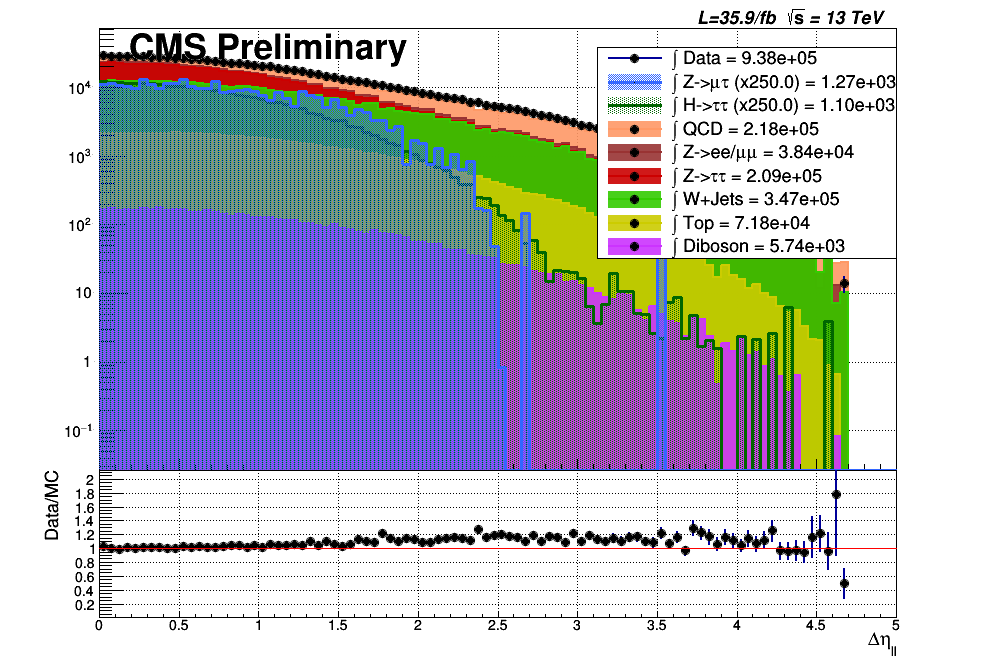 L=35.9/fb √s = 13 TeV
CMS Preliminary
∫ Data = 9.38e+05
∫ Z->μτ (x250.0) = 1.27e+03
∫ H->ττ (x250.0) = 1.10e+03
∫ QCD = 2.18e+05
∫ Z->ee/μμ = 3.84e+04
∫ Z->ττ = 2.09e+05
∫ W+Jets = 3.47e+05
∫ Top = 7.18e+04
∫ Diboson = 5.74e+03
10⁴
10³
10²
10
1
10⁻¹
Data/MC
2
1.8
1.6
1.4
1.2
1
0.8
0.6
0.4
0.2
0 0.5 1 1.5 2 2.5 3 3.5 4 4.5 5
Δη||